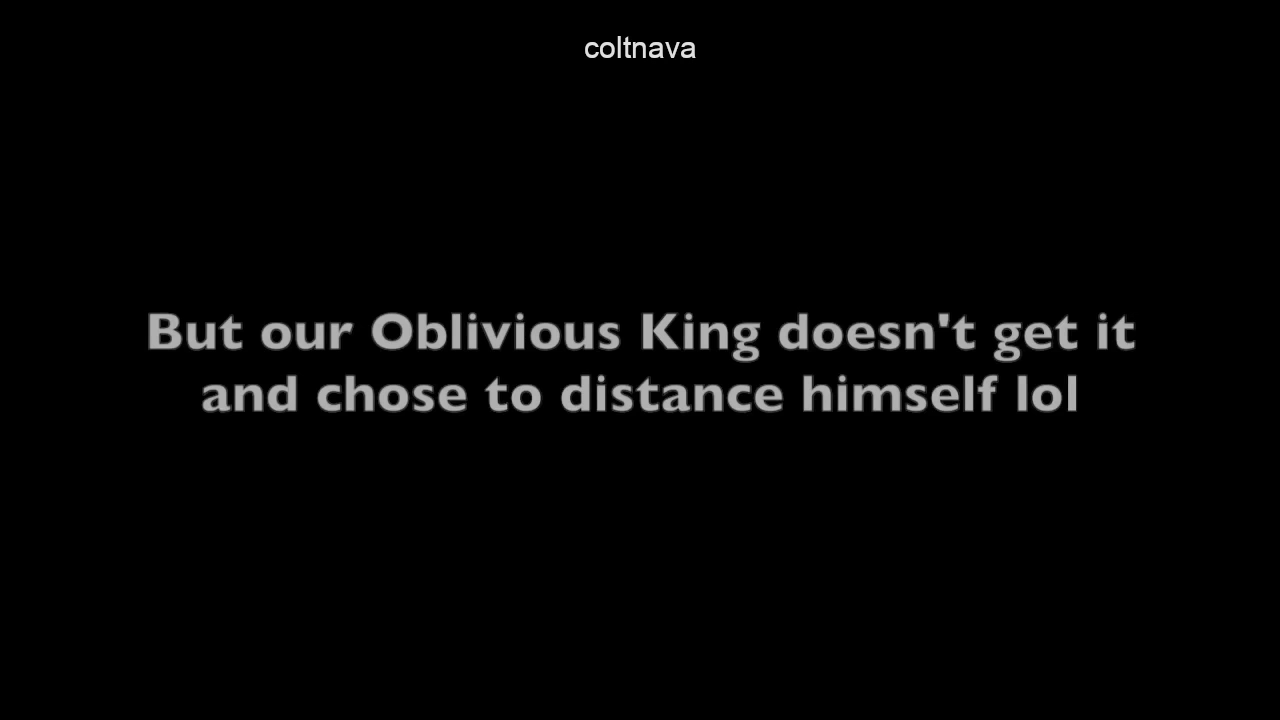 coltnava
But our Oblivious King doesn't get it
and chose to distance himself lol